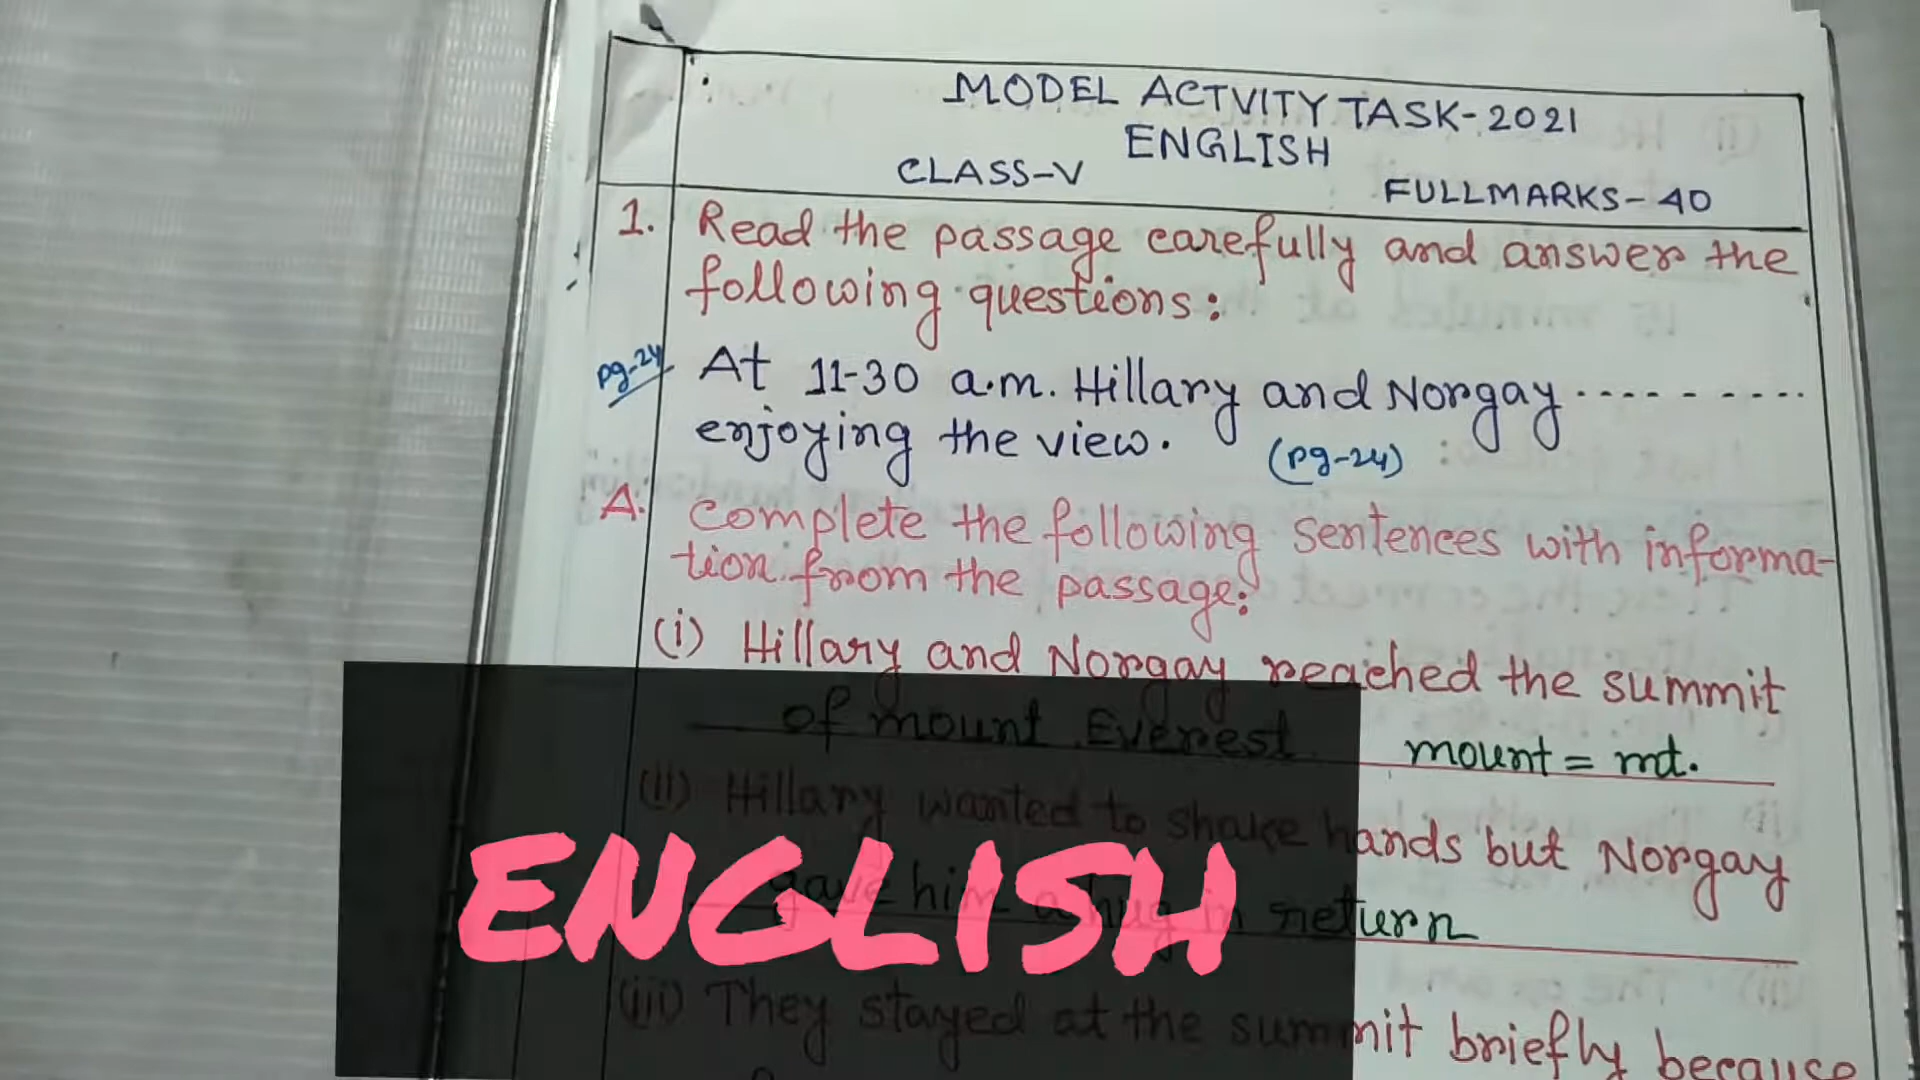 MODEL ACTVITY TASK-2021
ENGLISH
CLASS-V
FULLMARKS-40
1. Read the passage carefully and answer the
following questions:
pg-24 At 11-30 a.m. Hillary and Norgay ..........
enjoying the view. (pg-24)
A. Complete the following sentences with informa-
tion from the passage:
(i) Hillary and Norgay reached the summit
of mount Everest mount = mt.
(ii) Hillary wanted to shake hands but Norgay
gave him a hug in return
ENGLISH
(iii) They stayed at the summit briefly because